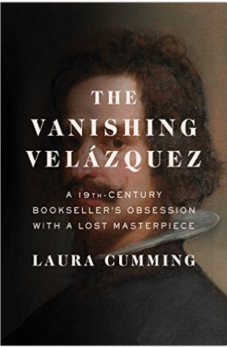 THE
VANISHING
VELÁZQUEZ
A 19TH-CENTURY
BOOKSELLER'S OBSESSION
WITH A LOST MASTERPIECE
LAURA CUMMING